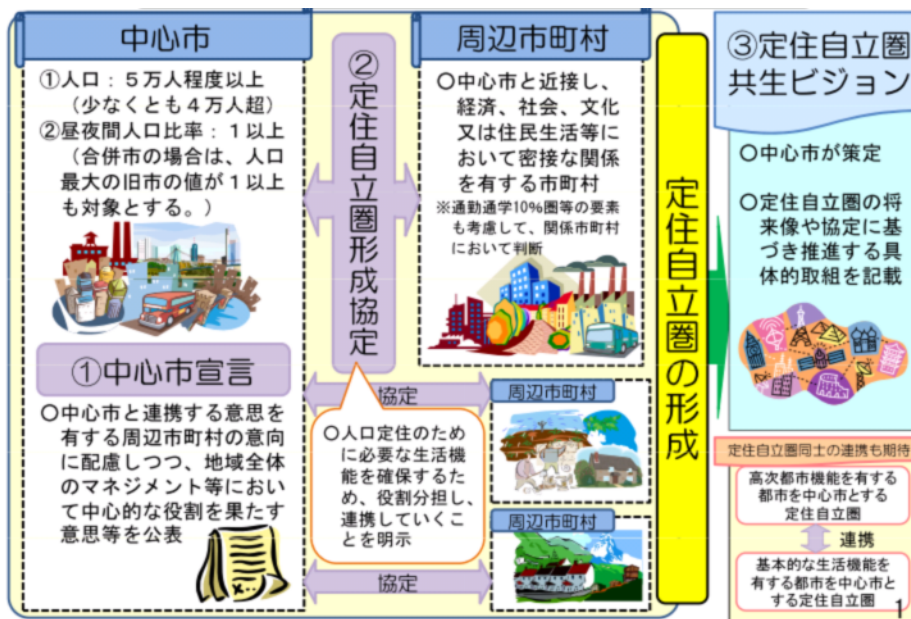 中心市
①人口：５万人程度以上
（少なくとも４万人超）
②昼夜間人口比率：１以上
（合併市の場合は、人口
最大の旧市の値が１以上
も対象とする。）
①中心市宣言
○中心市と連携する意思を
有する周辺市町村の意向
に配慮しつつ、地域全体
のマネジメント等におい
て中心的な役割を果たす
意思等を公表
②定住自立圏形成協定
協定
○人口定住のため
に必要な生活機
能を確保するた
め、役割分担し、
連携していくこ
とを明示
協定
周辺市町村
○中心市と近接し、
経済、社会、文化
又は住民生活等に
おいて密接な関係
を有する市町村
※通勤通学10%圏等の要素
も考慮して、関係市町村
において判断
周辺市町村
周辺市町村
定住自立圏の形成
③定住自立圏
共生ビジョン
○中心市が策定
○定住自立圏の将
来像や協定に基
づき推進する具
体的取組を記載
定住自立圏同士の連携も期待
高次都市機能を有する
都市を中心市とする
定住自立圏
連携
基本的な生活機能を
有する都市を中心市と
する定住自立圏
1